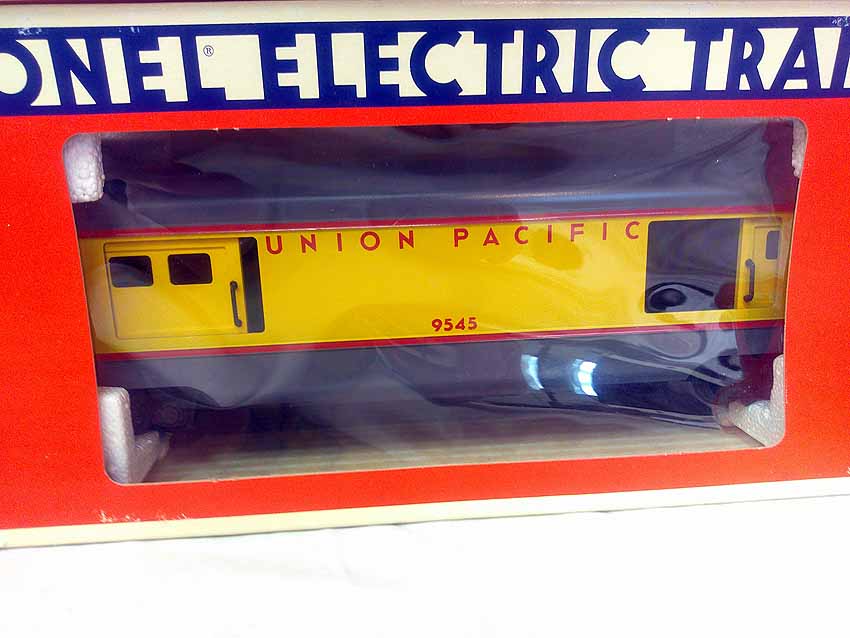 ONEL® ELECTRIC TRA
UNION PACIFIC
9545